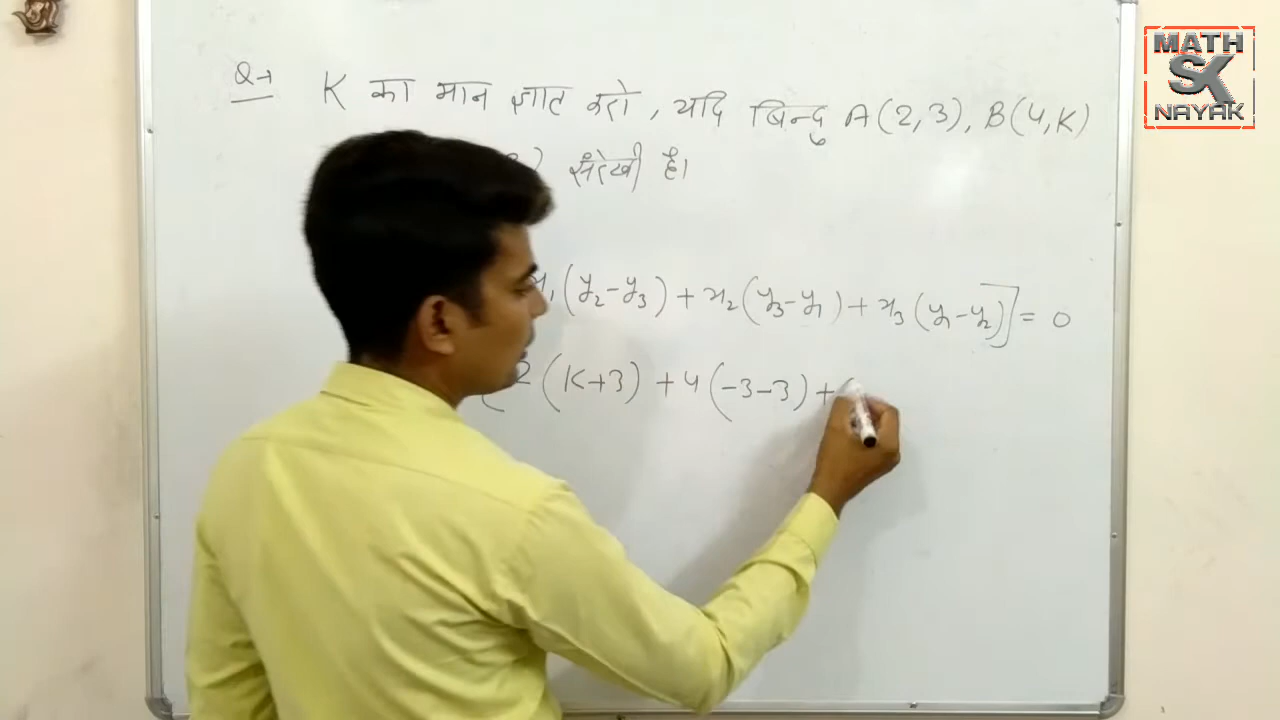 Q→ K का मान ज्ञात करो, यदि बिन्दु A(2,3), B(4,K)
संरेखी है।
(y₂-y₃) + x₂(y₃-y₁) + x₃(y₁-y₂)] = 0
2(K+3) + 4(-3-3) +
MATH
SK
NAYAK